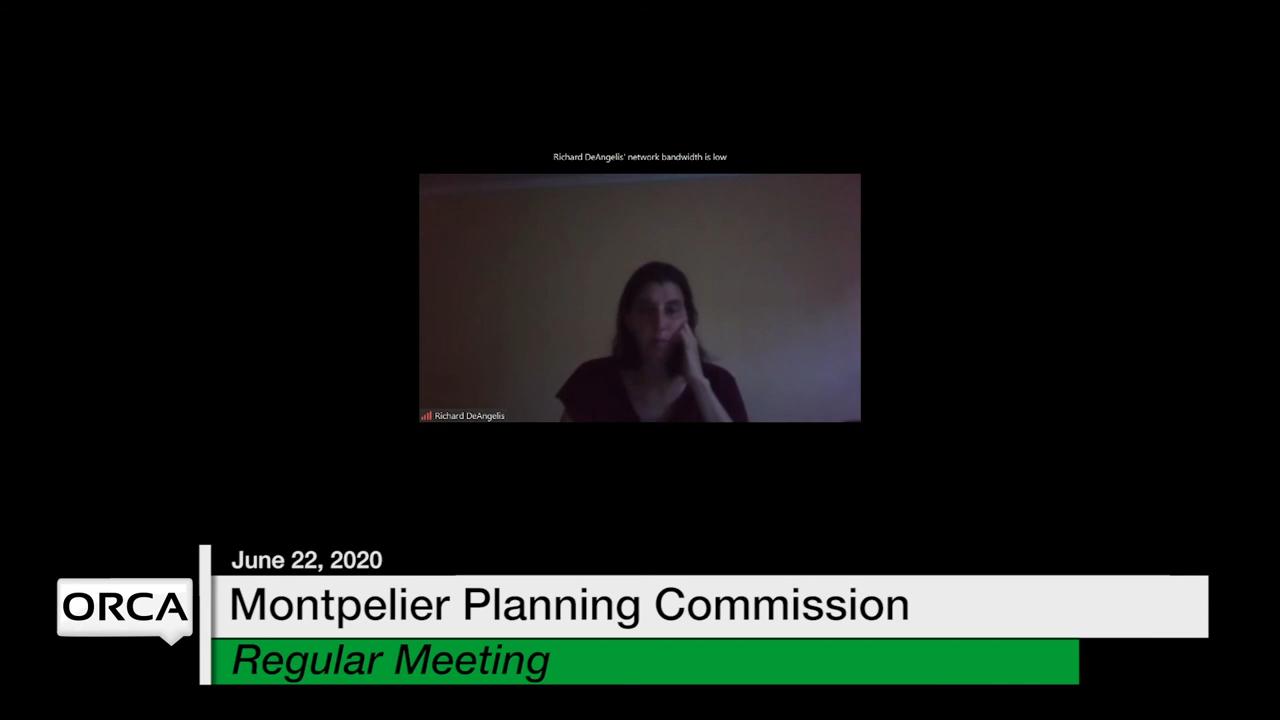 Richard DeAngelis' network bandwidth is low
Richard DeAngelis
June 22, 2020
ORCA
Montpelier Planning Commission
Regular Meeting